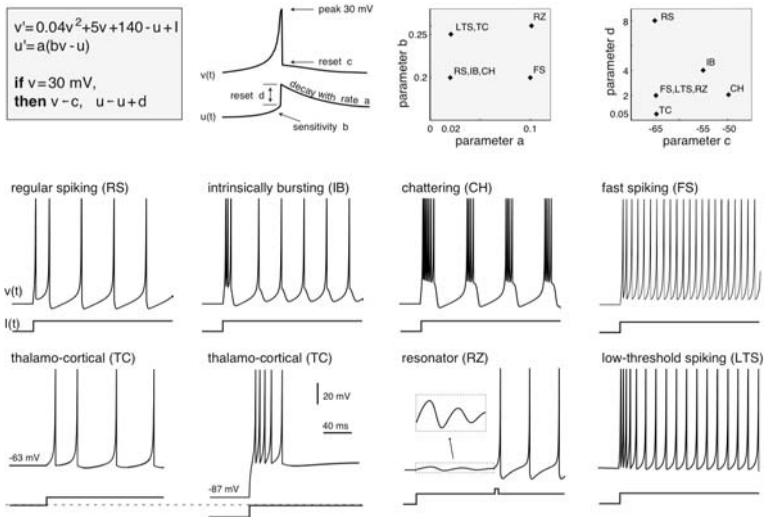 v'= 0.04v²+5v+140 - u+I
u'= a(bv - u)
if v= 30 mV,
then v←c, u←u+d
peak 30 mV
reset c
v(t)
reset d
decay with rate a
u(t)
sensitivity b
parameter b
0.25
0.2
LTS,TC
RZ
RS,IB,CH
FS
0 0.02 0.1
parameter a
parameter d
8
4
2
0.05
RS
IB
FS,LTS,RZ
CH
TC
-65 -55 -50
parameter c
regular spiking (RS)
intrinsically bursting (IB)
chattering (CH)
fast spiking (FS)
v(t)
I(t)
thalamo-cortical (TC)
thalamo-cortical (TC)
resonator (RZ)
low-threshold spiking (LTS)
20 mV
40 ms
-63 mV
-87 mV